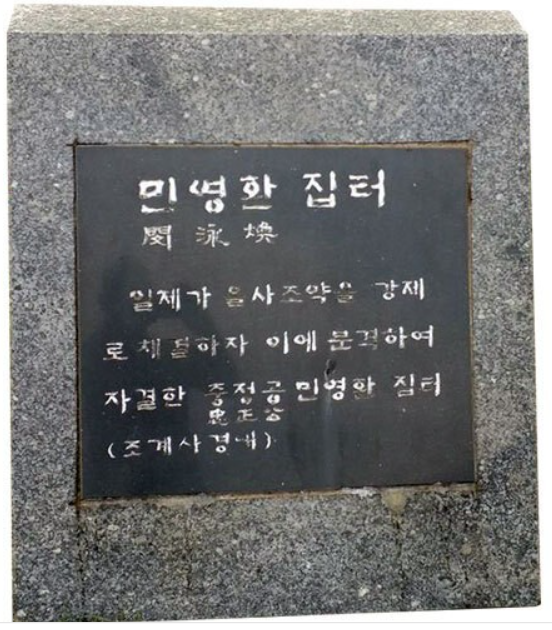 민영환 집터
閔 泳 煥
일제가 을사조약을 강제
로 체결하자 이에 분격하여
자결한 충정공 민영환 집터
忠正公
(조계사경내)